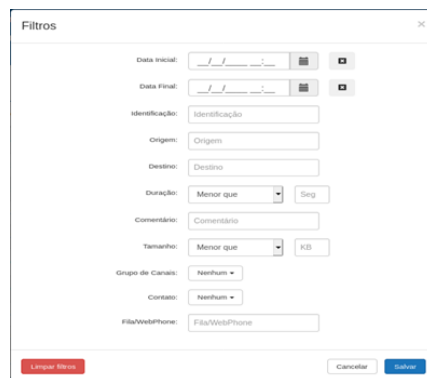 Filtros ×
Data Inicial: __/__/____ __:__
Data Final: __/__/____ __:__
Identificação: Identificação
Origem: Origem
Destino: Destino
Duração: Menor que Seg
Comentário: Comentário
Tamanho: Menor que KB
Grupo de Canais: Nenhum
Contato: Nenhum
Fila/WebPhone: Fila/WebPhone
Limpar filtros Cancelar Salvar